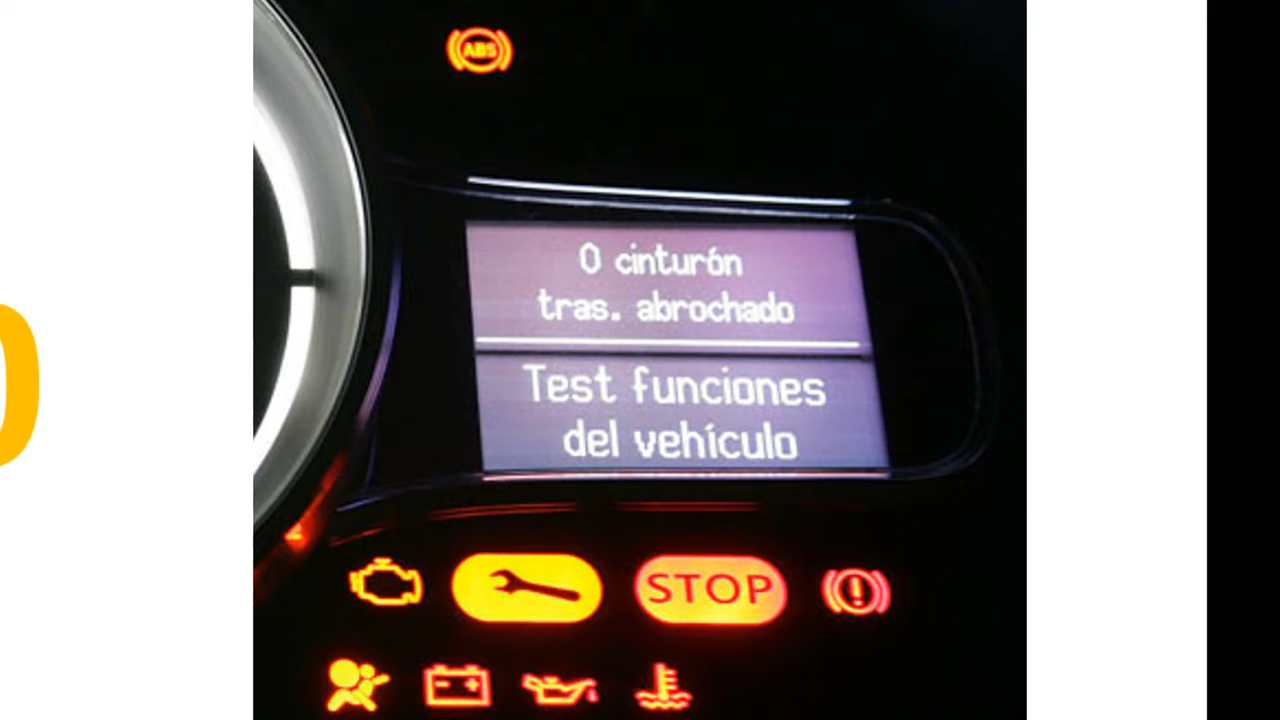 ABS
0 cinturón
tras. abrochado
Test funciones
del vehículo
STOP